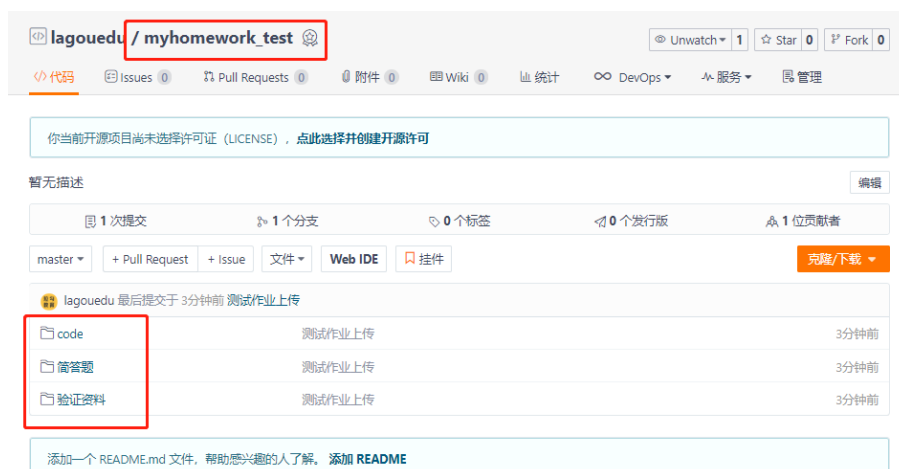 lagouedu / myhomework_test
Unwatch 1 Star 0 Fork 0
代码 Issues 0 Pull Requests 0 附件 0 Wiki 0 统计 DevOps 服务 管理
你当前开源项目尚未选择许可证（LICENSE），点此选择并创建开源许可
暂无描述 编辑
1 次提交 1 个分支 0 个标签 0 个发行版 1 位贡献者
master + Pull Request + Issue 文件 Web IDE 挂件 克隆/下载
lagouedu 最后提交于 3分钟前 测试作业上传
code 测试作业上传 3分钟前
简答题 测试作业上传 3分钟前
验证资料 测试作业上传 3分钟前
添加一个 README.md 文件，帮助感兴趣的人了解。 添加 README